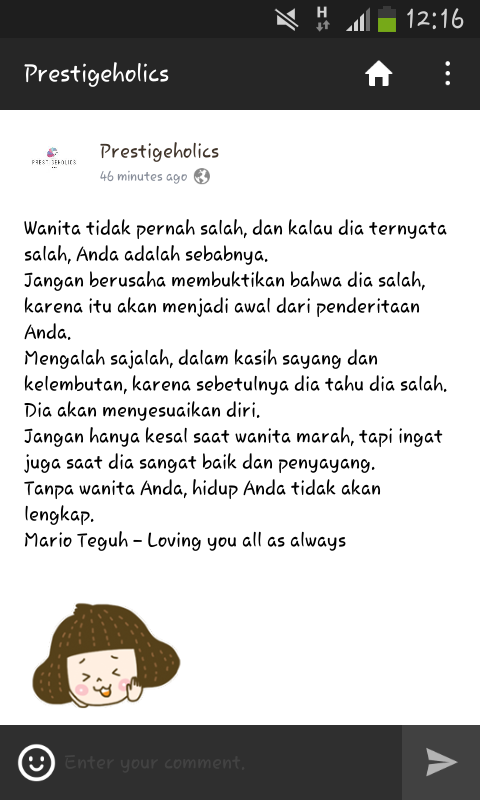 H
12:16
Prestigeholics
PRESTIGEHOLICS
Prestigeholics
46 minutes ago
Wanita tidak pernah salah, dan kalau dia ternyata
salah, Anda adalah sebabnya.
Jangan berusaha membuktikan bahwa dia salah,
karena itu akan menjadi awal dari penderitaan
Anda.
Mengalah sajalah, dalam kasih sayang dan
kelembutan, karena sebetulnya dia tahu dia salah.
Dia akan menyesuaikan diri.
Jangan hanya kesal saat wanita marah, tapi ingat
juga saat dia sangat baik dan penyayang.
Tanpa wanita Anda, hidup Anda tidak akan
lengkap.
Mario Teguh – Loving you all as always
Enter your comment.